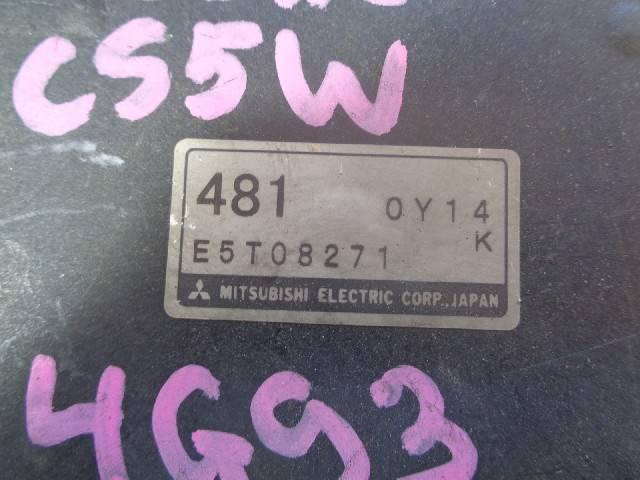 CS5W
481 0Y14
K
E5T08271
MITSUBISHI ELECTRIC CORP., JAPAN
4G93